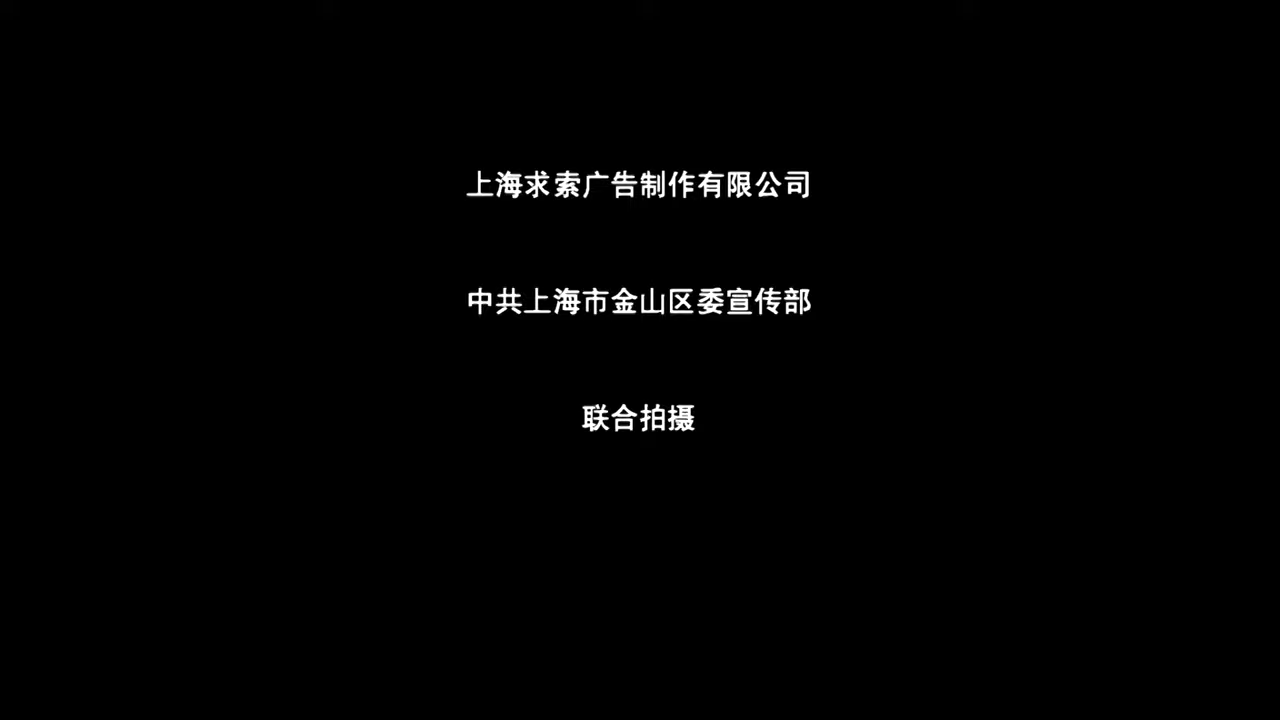 上海求索广告制作有限公司
中共上海市金山区委宣传部
联合拍摄